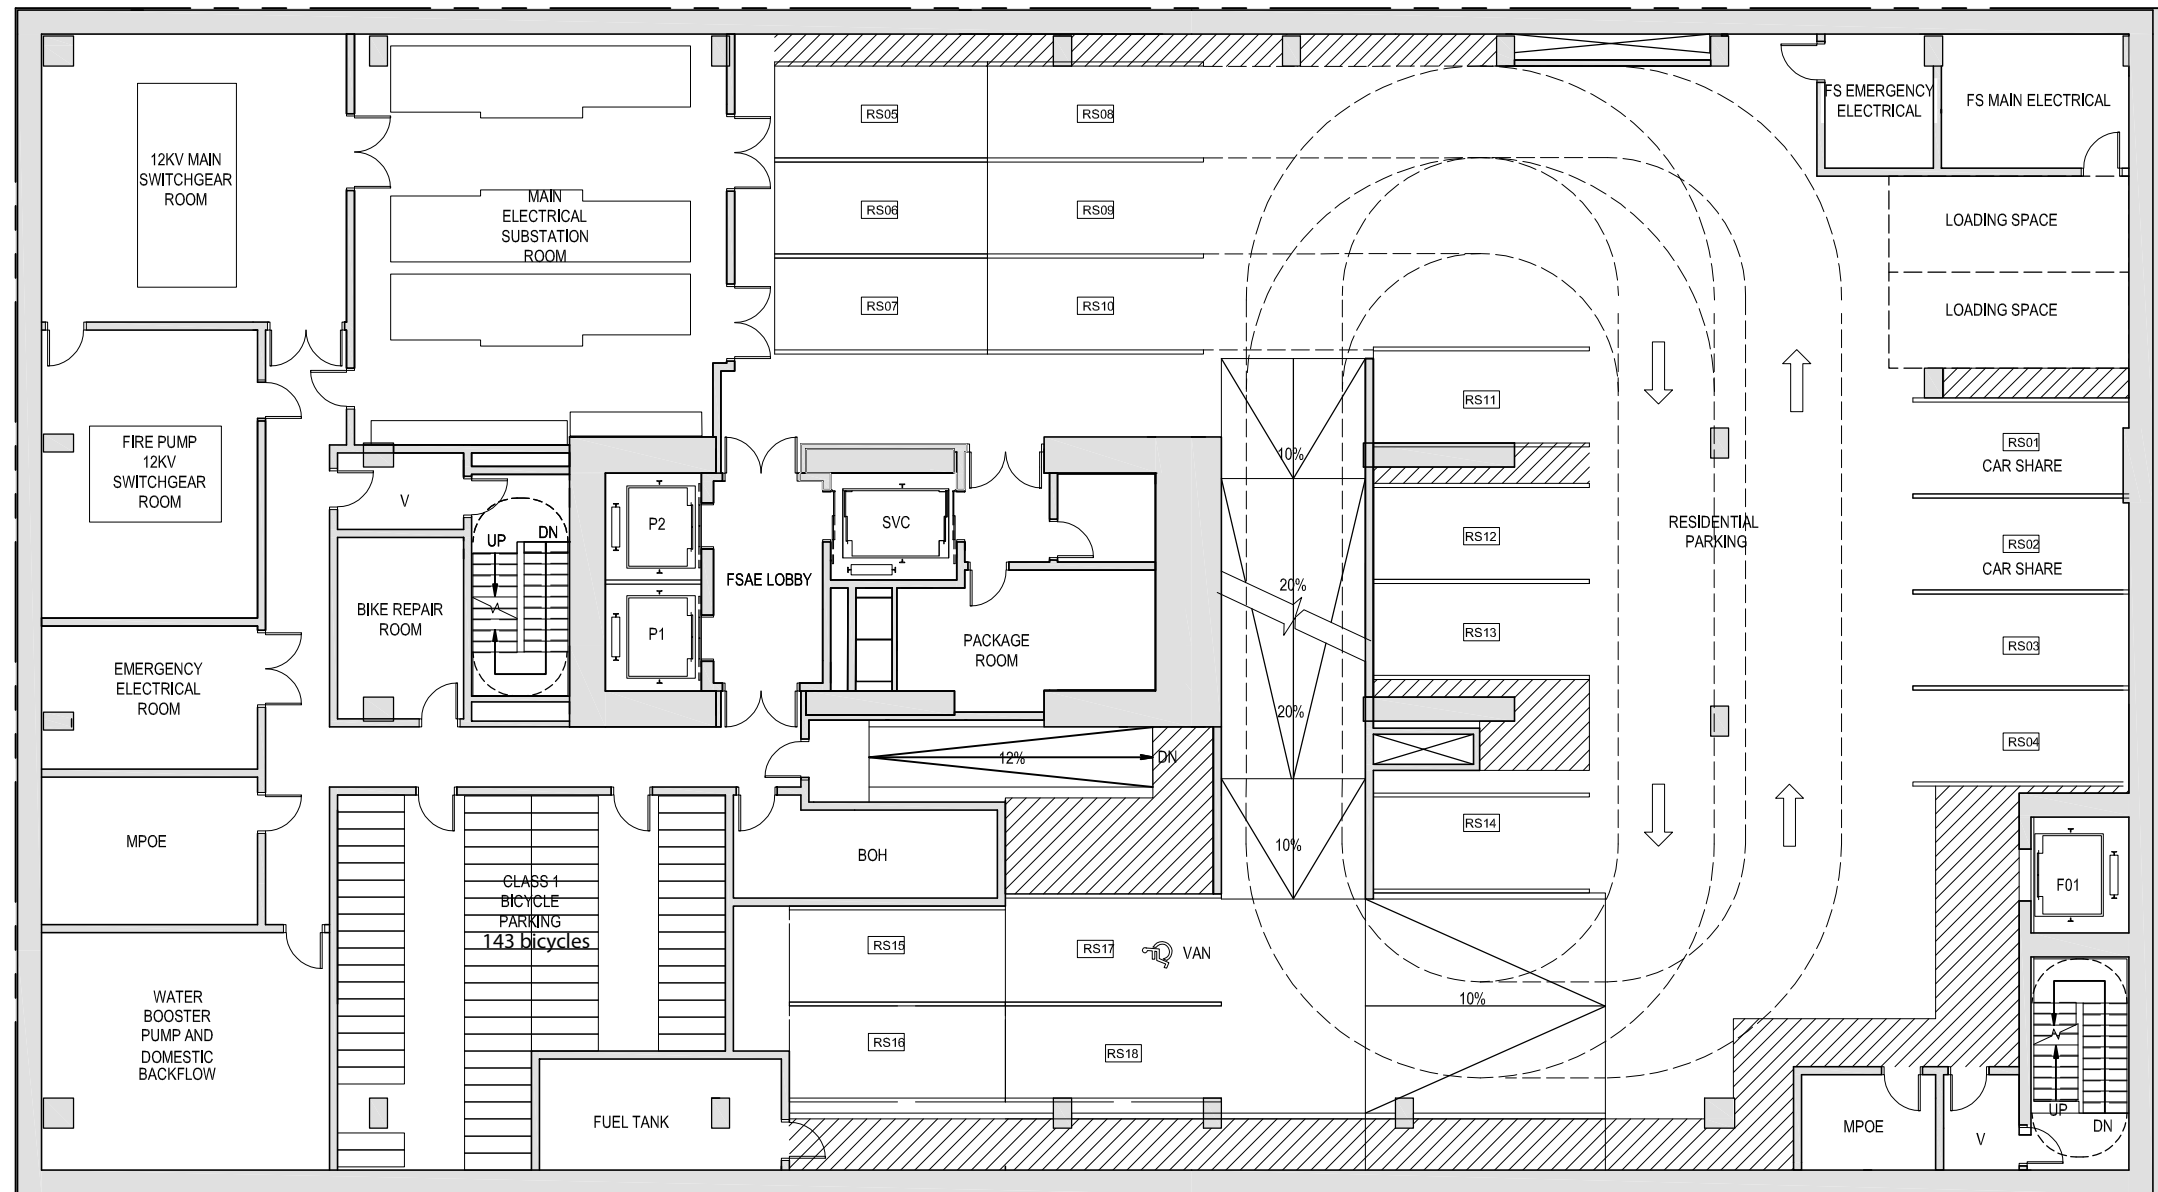 12KV MAIN
SWITCHGEAR
ROOM
MAIN
ELECTRICAL
SUBSTATION
ROOM
RS05
RS08
RS06
RS09
RS07
RS10
FS EMERGENCY
ELECTRICAL
FS MAIN ELECTRICAL
LOADING SPACE
LOADING SPACE
FIRE PUMP
12KV
SWITCHGEAR
ROOM
V
UP
DN
P2
P1
FSAE LOBBY
SVC
PACKAGE
ROOM
BIKE REPAIR
ROOM
EMERGENCY
ELECTRICAL
ROOM
10%
20%
20%
10%
RS11
RS12
RS13
RS14
RESIDENTIAL
PARKING
RS01
CAR SHARE
RS02
CAR SHARE
RS03
RS04
12%
DN
MPOE
BOH
CLASS 1
BICYCLE
PARKING
143 bicycles
RS15
RS17
VAN
RS16
RS18
10%
F01
WATER
BOOSTER
PUMP AND
DOMESTIC
BACKFLOW
FUEL TANK
MPOE
V
UP
DN